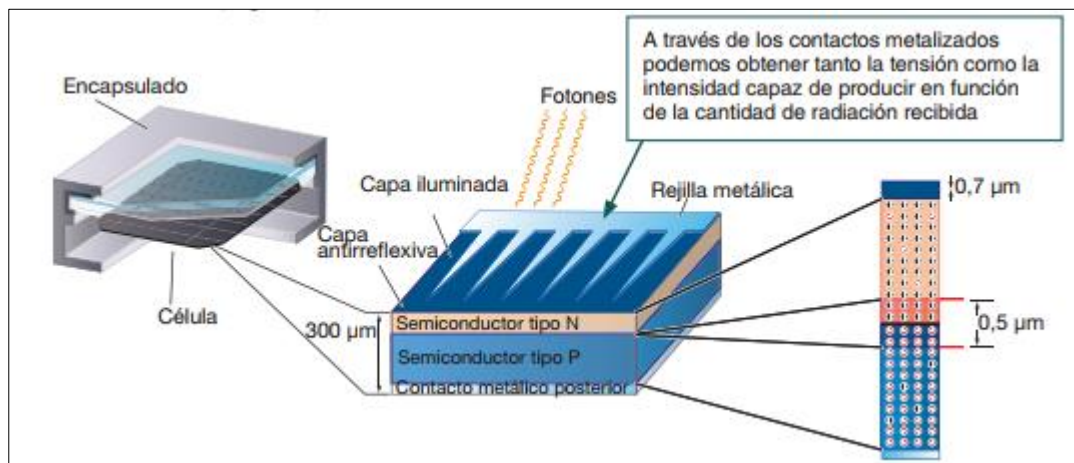 A través de los contactos metalizados
podemos obtener tanto la tensión como la
intensidad capaz de producir en función
de la cantidad de radiación recibida
Encapsulado
Fotones
Capa iluminada
Rejilla metálica
0,7 µm
Capa
antirreflexiva
Célula
300 µm
Semiconductor tipo N
Semiconductor tipo P
Contacto metálico posterior
0,5 µm